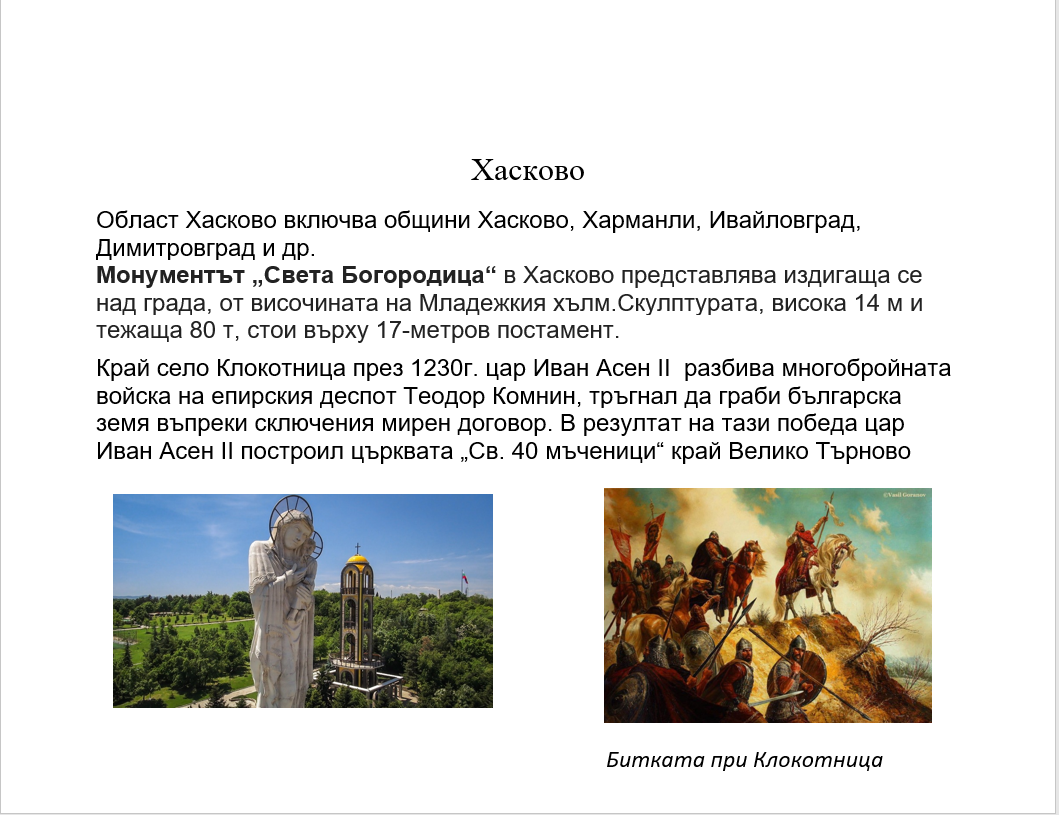 Хасково
Област Хасково включва общини Хасково, Харманли, Ивайловград,
Димитровград и др.
Монументът „Света Богородица“ в Хасково представлява издигаща се
над града, от височината на Младежкия хълм.Скулптурата, висока 14 м и
тежаща 80 т, стои върху 17-метров постамент.
Край село Клокотница през 1230г. цар Иван Асен II  разбива многобройната
войска на епирския деспот Теодор Комнин, тръгнал да граби българска
земя въпреки сключения мирен договор. В резултат на тази победа цар
Иван Асен II построил църквата „Св. 40 мъченици“ край Велико Търново
©Vasil Goranov
Битката при Клокотница